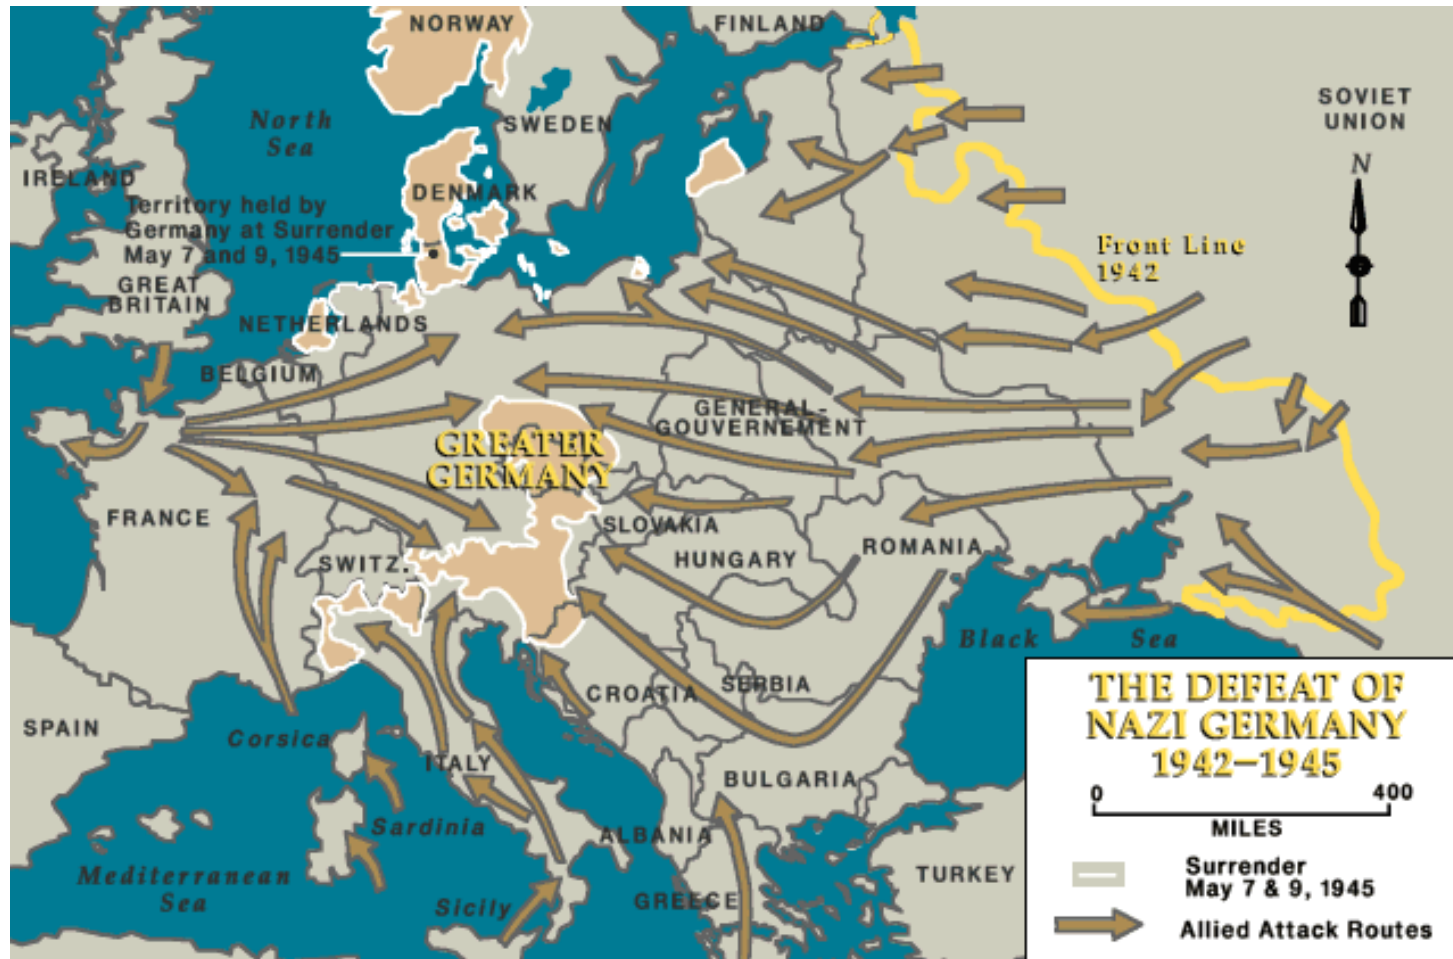 NORWAY
FINLAND
SOVIET
UNION
North
Sea
SWEDEN
N
IRELAND
DENMARK
Territory held by
Germany at Surrender
May 7 and 9, 1945
Front Line
1942
GREAT
BRITAIN
NETHERLANDS
BELGIUM
GENERAL-
GOUVERNEMENT
GREATER
GERMANY
FRANCE
SLOVAKIA
SWITZ.
HUNGARY
ROMANIA
Black Sea
CROATIA
SERBIA
SPAIN
Corsica
ITALY
BULGARIA
Sardinia
ALBANIA
Mediterranean
Sea
Sicily
GREECE
TURKEY
THE DEFEAT OF
NAZI GERMANY
1942–1945
0 400
MILES
Surrender
May 7 & 9, 1945
Allied Attack Routes